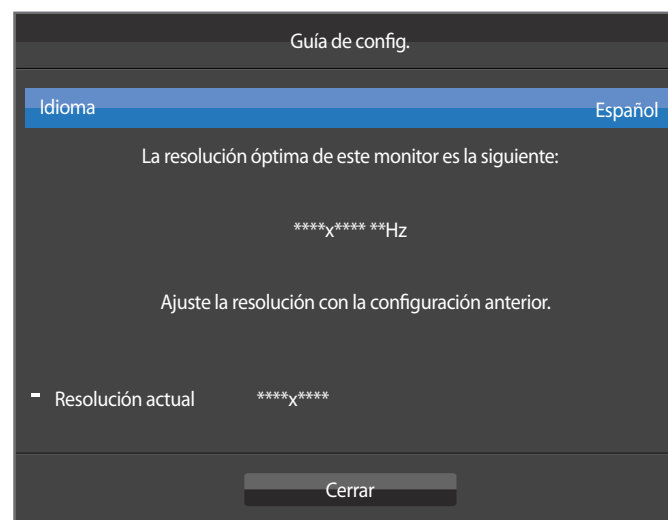 Guía de config.
Idioma Español
La resolución óptima de este monitor es la siguiente:
****x**** **Hz
Ajuste la resolución con la configuración anterior.
- Resolución actual ****x****
Cerrar